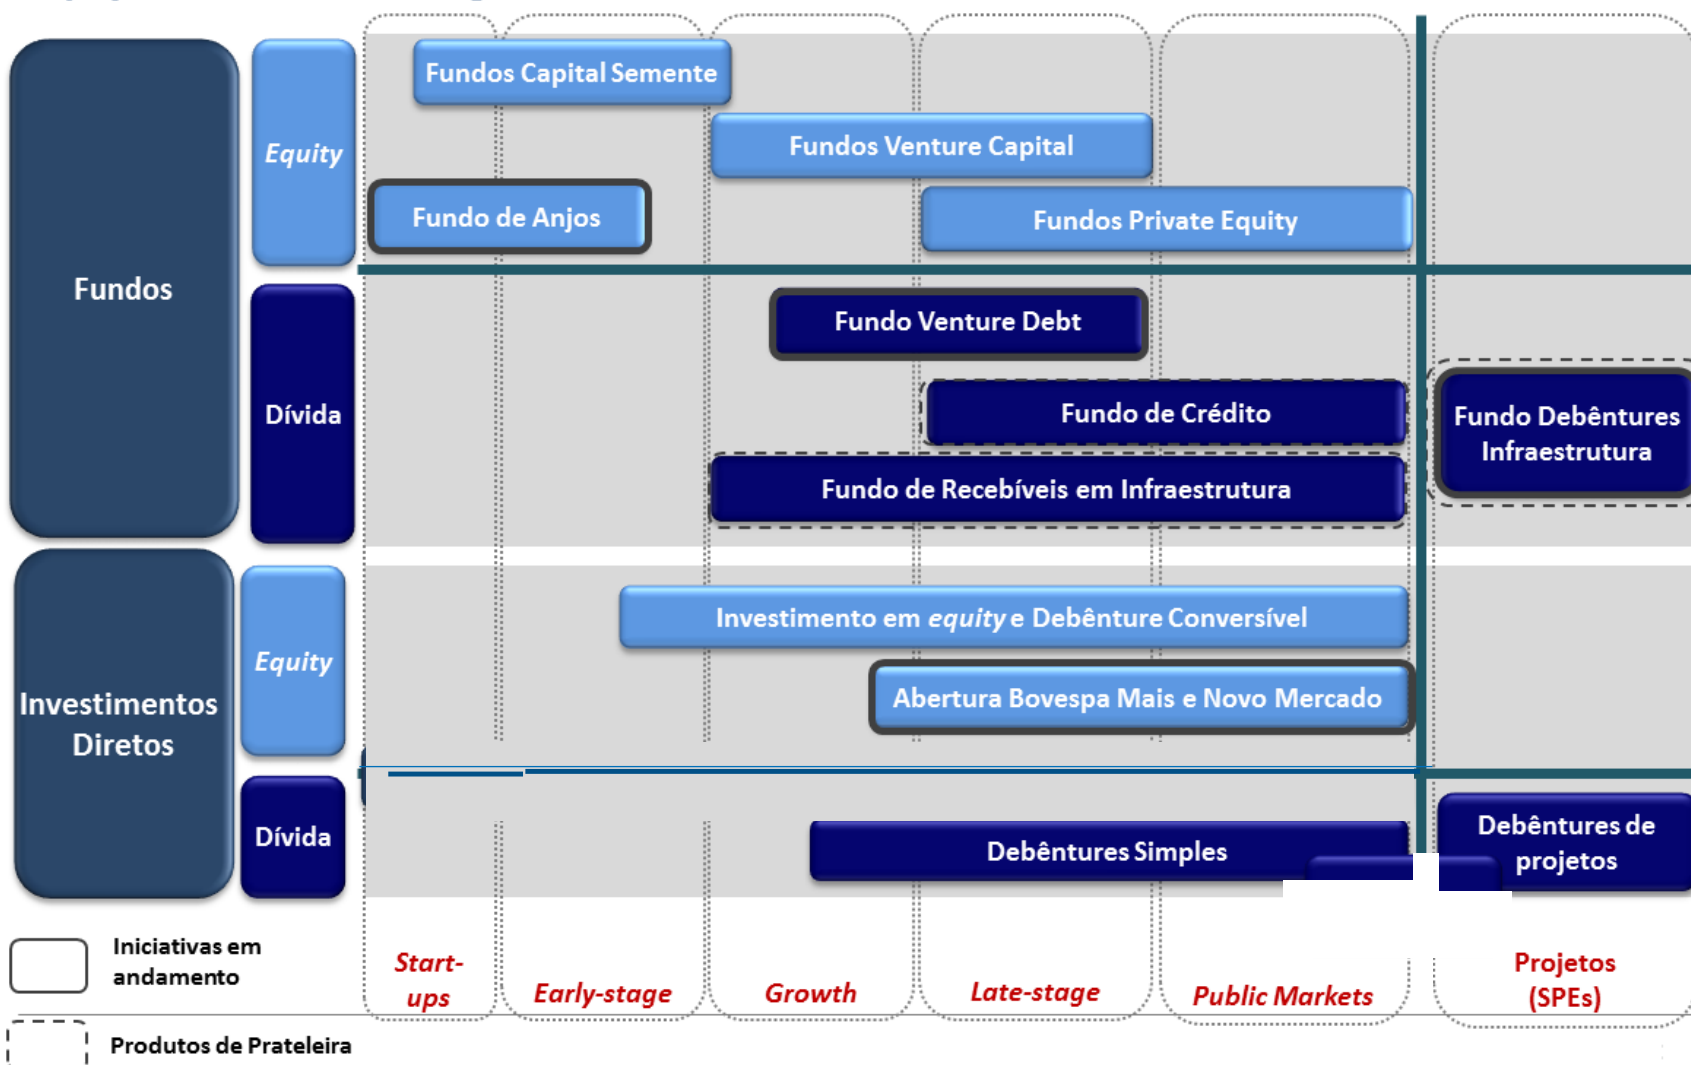 Fundos
Equity
Fundos Capital Semente
Fundos Venture Capital
Fundo de Anjos
Fundos Private Equity
Dívida
Fundo Venture Debt
Fundo de Crédito
Fundo de Recebíveis em Infraestrutura
Fundo Debêntures
Infraestrutura
Investimentos
Diretos
Equity
Investimento em equity e Debênture Conversível
Abertura Bovespa Mais e Novo Mercado
Dívida
Debêntures Simples
Debêntures de
projetos
Iniciativas em
andamento
Start-
ups
Early-stage
Growth
Late-stage
Public Markets
Projetos
(SPEs)
Produtos de Prateleira